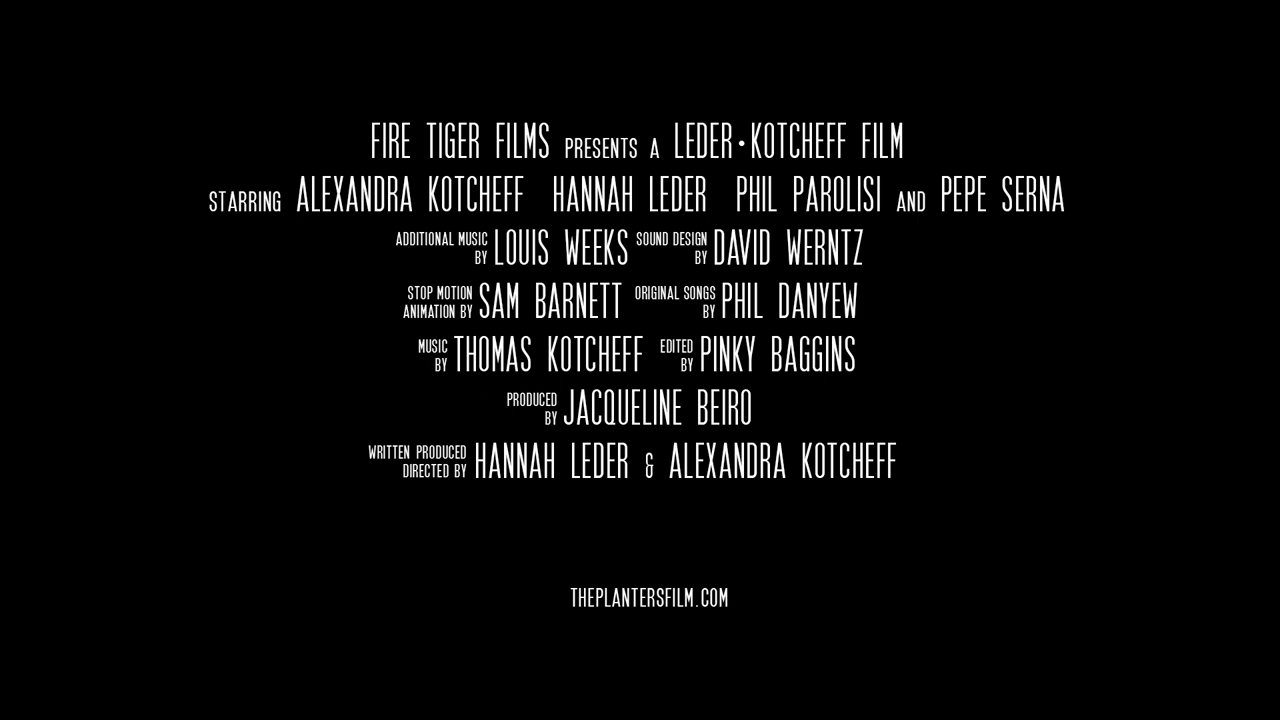 FIRE TIGER FILMS PRESENTS A LEDER•KOTCHEFF FILM
STARRING ALEXANDRA KOTCHEFF HANNAH LEDER PHIL PAROLISI AND PEPE SERNA
ADDITIONAL MUSIC BY LOUIS WEEKS SOUND DESIGN BY DAVID WERNTZ
STOP MOTION ANIMATION BY SAM BARNETT ORIGINAL SONGS BY PHIL DANYEW
MUSIC BY THOMAS KOTCHEFF EDITED BY PINKY BAGGINS
PRODUCED BY JACQUELINE BEIRO
WRITTEN PRODUCED DIRECTED BY HANNAH LEDER & ALEXANDRA KOTCHEFF
THEPLANTERSFILM.COM